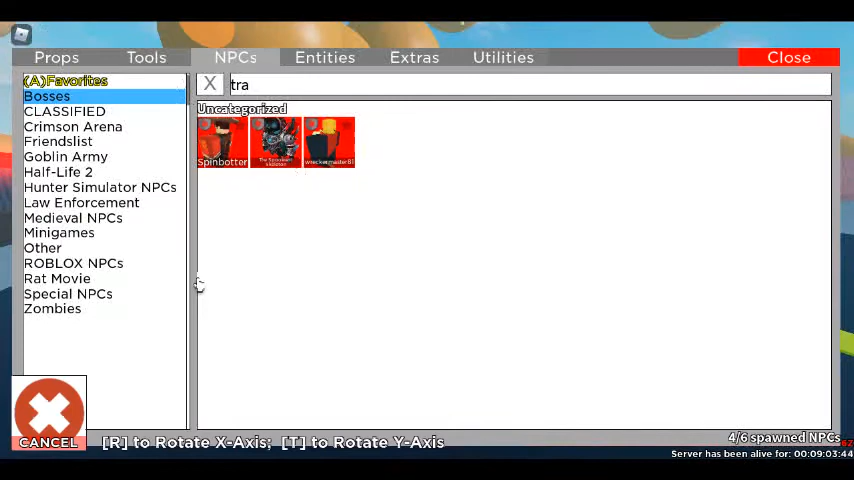 Props Tools NPCs Entities Extras Utilities Close
(A)Favorites
X tra
Bosses
CLASSIFIED
Crimson Arena
Friendslist
Goblin Army
Half-Life 2
Hunter Simulator NPCs
Law Enforcement
Medieval NPCs
Minigames
Other
ROBLOX NPCs
Rat Movie
Special NPCs
Zombies
Uncategorized
Spinbotter
wreckermaster81
CANCEL
[R] to Rotate X-Axis; [T] to Rotate Y-Axis
4/6 spawned NPCs
Server has been alive for: 00:09:03:44